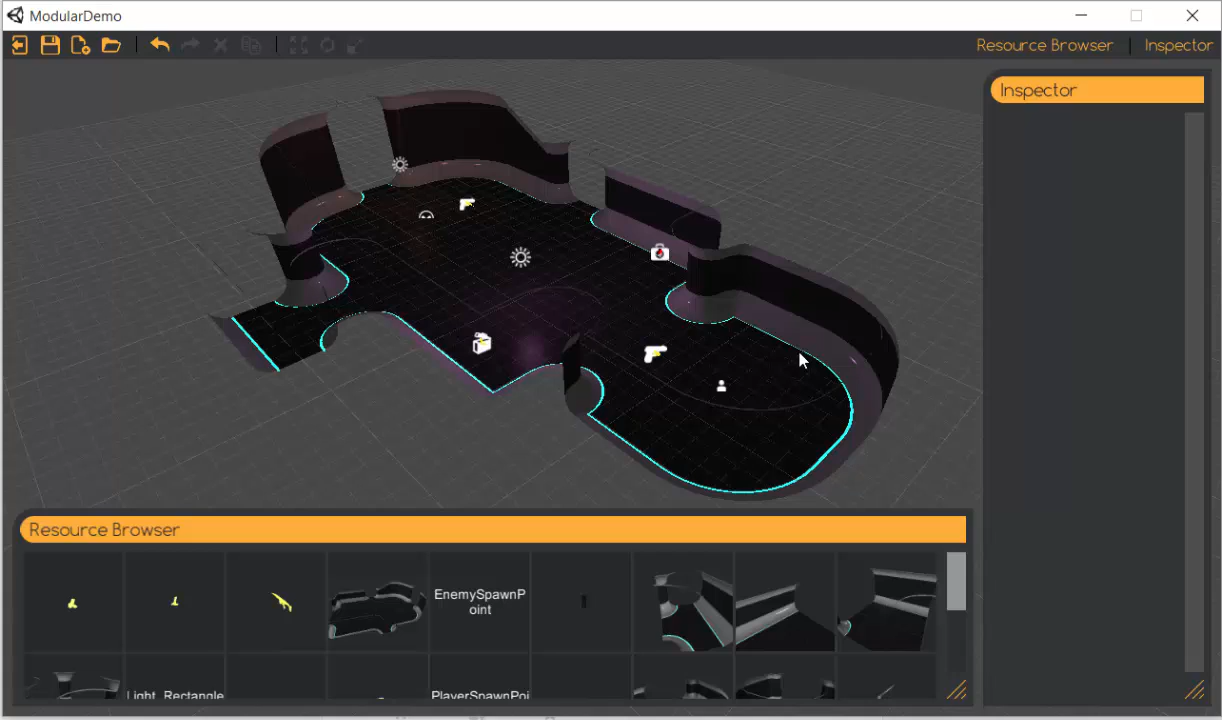 ModularDemo
Resource Browser
Inspector
Inspector
Resource Browser
EnemySpawnP
oint
Light_Rectangle
PlayerSpawnPoi